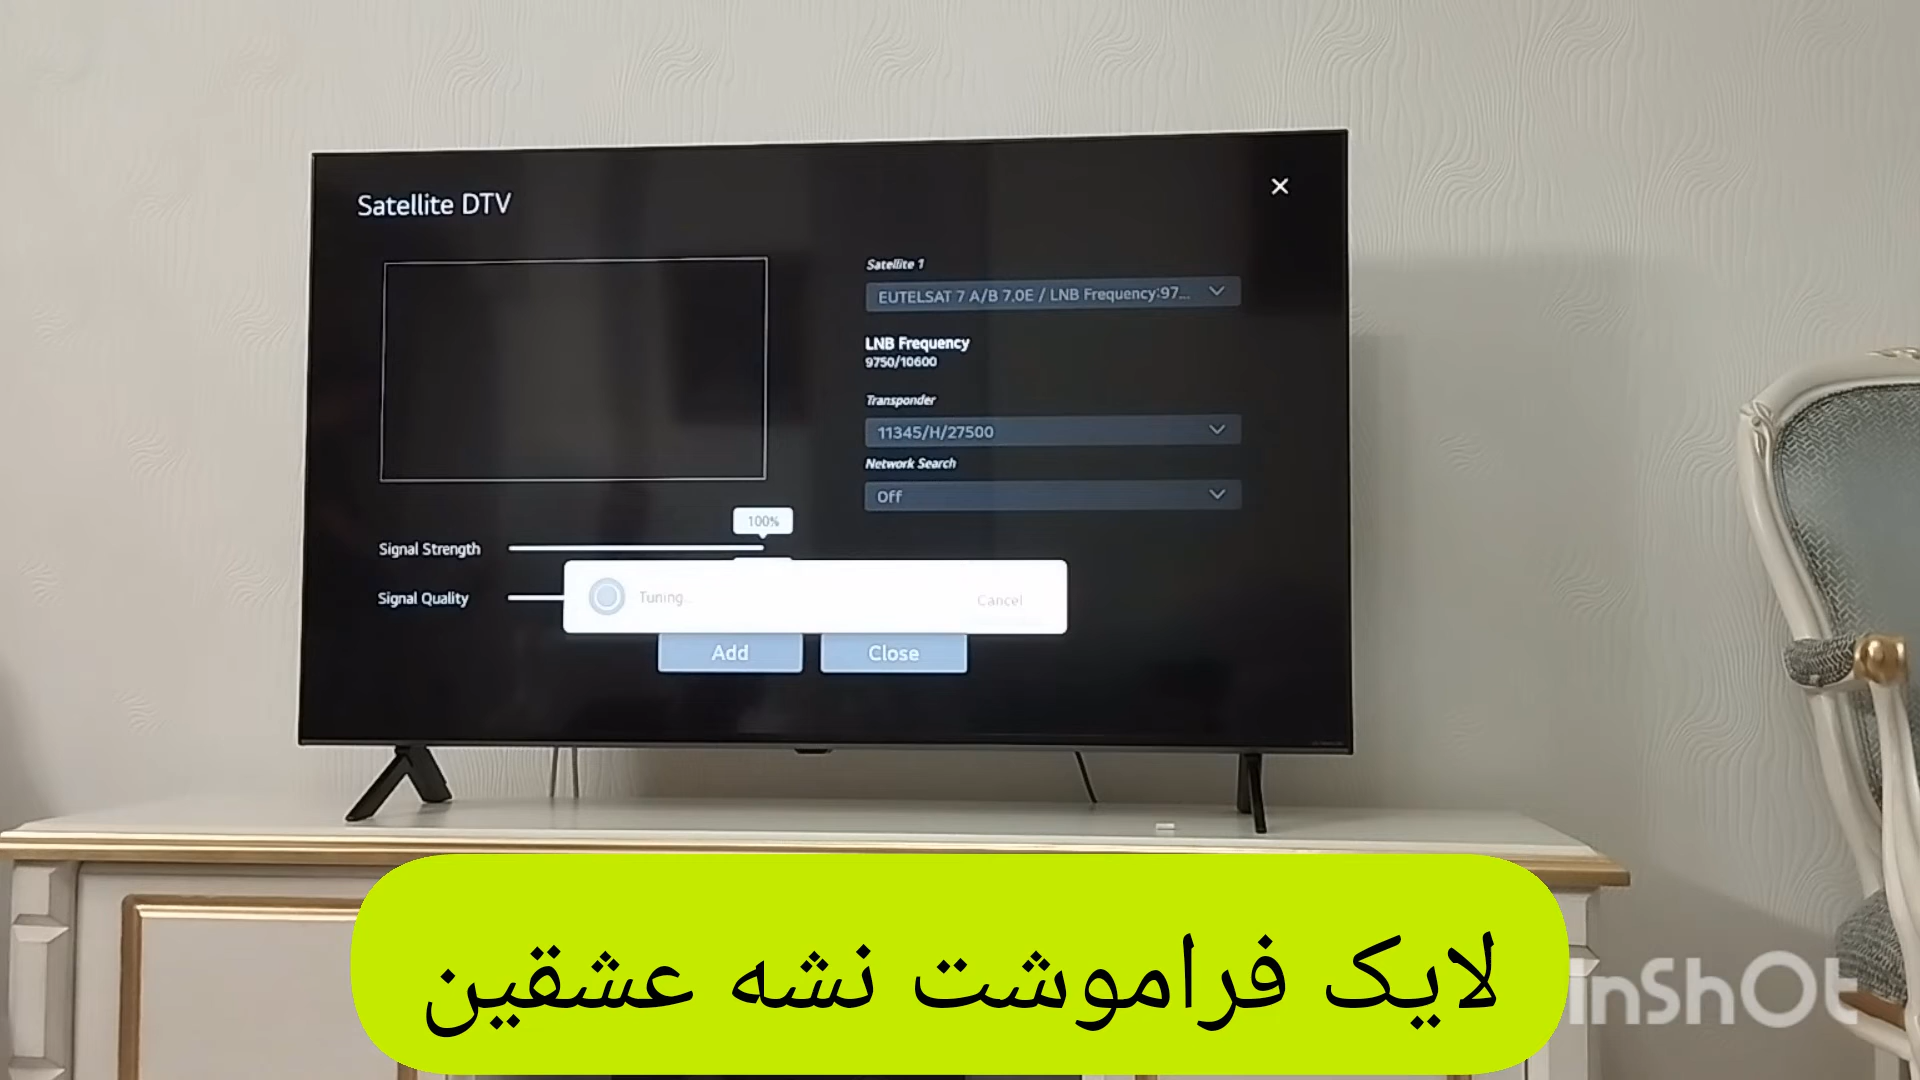 Satellite DTV
×
Satellite 1
EUTELSAT 7 A/B 7.0E / LNB Frequency:97...
LNB Frequency
9750/10600
Transponder
11345/H/27500
Network Search
Off
100%
Signal Strength
Signal Quality
Tuning...
Cancel
Add
Close
لایک فراموشت نشه عشقین
InShOt